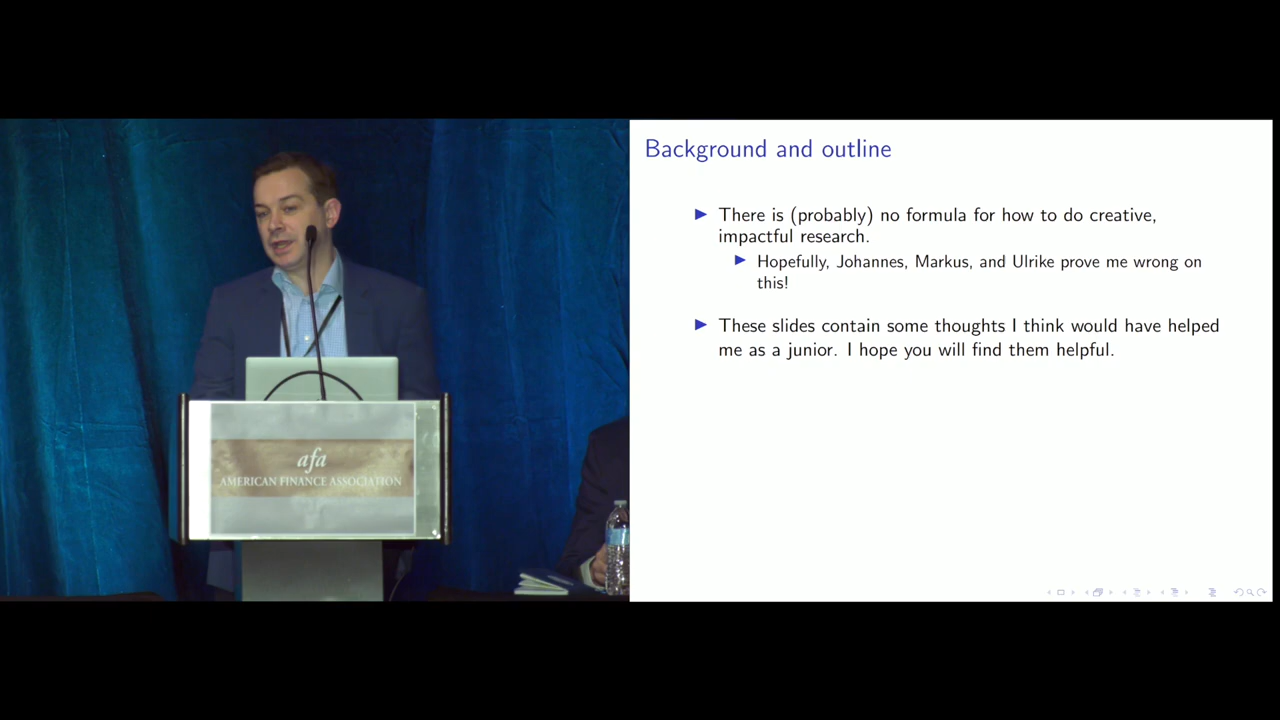 Background and outline
There is (probably) no formula for how to do creative,
impactful research.
Hopefully, Johannes, Markus, and Ulrike prove me wrong on
this!
These slides contain some thoughts I think would have helped
me as a junior. I hope you will find them helpful.
afa
AMERICAN FINANCE ASSOCIATION